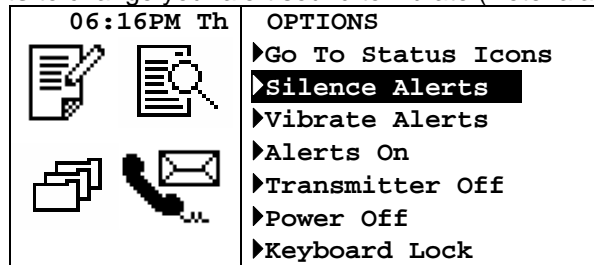 06:16PM Th
OPTIONS
Go To Status Icons
Silence Alerts
Vibrate Alerts
Alerts On
Transmitter Off
Power Off
Keyboard Lock